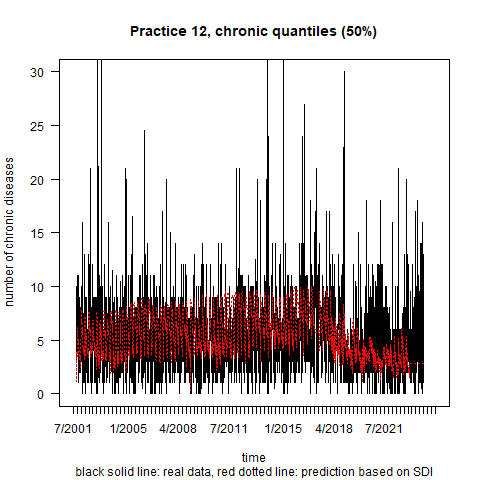 Practice 12, chronic quantiles (50%)
number of chronic diseases
30
25
20
15
10
5
0
7/2001 1/2005 4/2008 7/2011 1/2015 4/2018 7/2021
time
black solid line: real data, red dotted line: prediction based on SDI